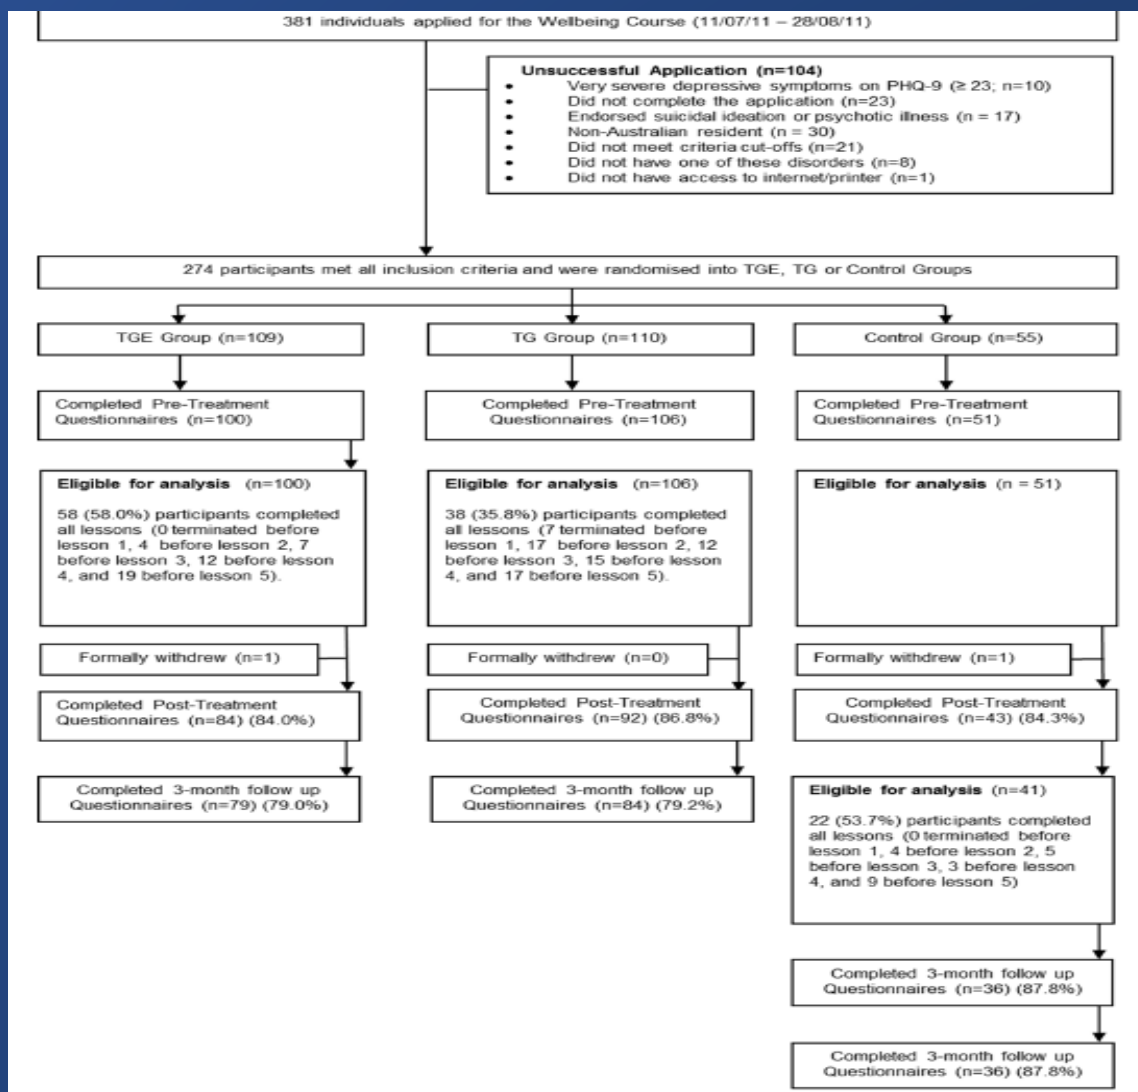 381 individuals applied for the Wellbeing Course (11/07/11 – 28/08/11)
Unsuccessful Application (n=104)
• Very severe depressive symptoms on PHQ-9 (≥ 23; n=10)
• Did not complete the application (n=23)
• Endorsed suicidal ideation or psychotic illness (n = 17)
• Non-Australian resident (n = 30)
• Did not meet criteria cut-offs (n=21)
• Did not have one of these disorders (n=8)
• Did not have access to internet/printer (n=1)
274 participants met all inclusion criteria and were randomised into TGE, TG or Control Groups
TGE Group (n=109)
TG Group (n=110)
Control Group (n=55)
Completed Pre-Treatment
Questionnaires (n=100)
Completed Pre-Treatment
Questionnaires (n=106)
Completed Pre-Treatment
Questionnaires (n=51)
Eligible for analysis (n=100)
58 (58.0%) participants completed
all lessons (0 terminated before
lesson 1, 4 before lesson 2, 7
before lesson 3, 12 before lesson
4, and 19 before lesson 5).
Eligible for analysis (n=106)
38 (35.8%) participants completed
all lessons (7 terminated before
lesson 1, 17 before lesson 2, 12
before lesson 3, 15 before lesson
4, and 17 before lesson 5).
Eligible for analysis (n = 51)
Formally withdrew (n=1)
Formally withdrew (n=0)
Formally withdrew (n=1)
Completed Post-Treatment
Questionnaires (n=84) (84.0%)
Completed Post-Treatment
Questionnaires (n=92) (86.8%)
Completed Post-Treatment
Questionnaires (n=43) (84.3%)
Completed 3-month follow up
Questionnaires (n=79) (79.0%)
Completed 3-month follow up
Questionnaires (n=84) (79.2%)
Eligible for analysis (n=41)
22 (53.7%) participants completed
all lessons (0 terminated before
lesson 1, 4 before lesson 2, 5
before lesson 3, 3 before lesson
4, and 9 before lesson 5)
Completed 3-month follow up
Questionnaires (n=36) (87.8%)
Completed 3-month follow up
Questionnaires (n=36) (87.8%)